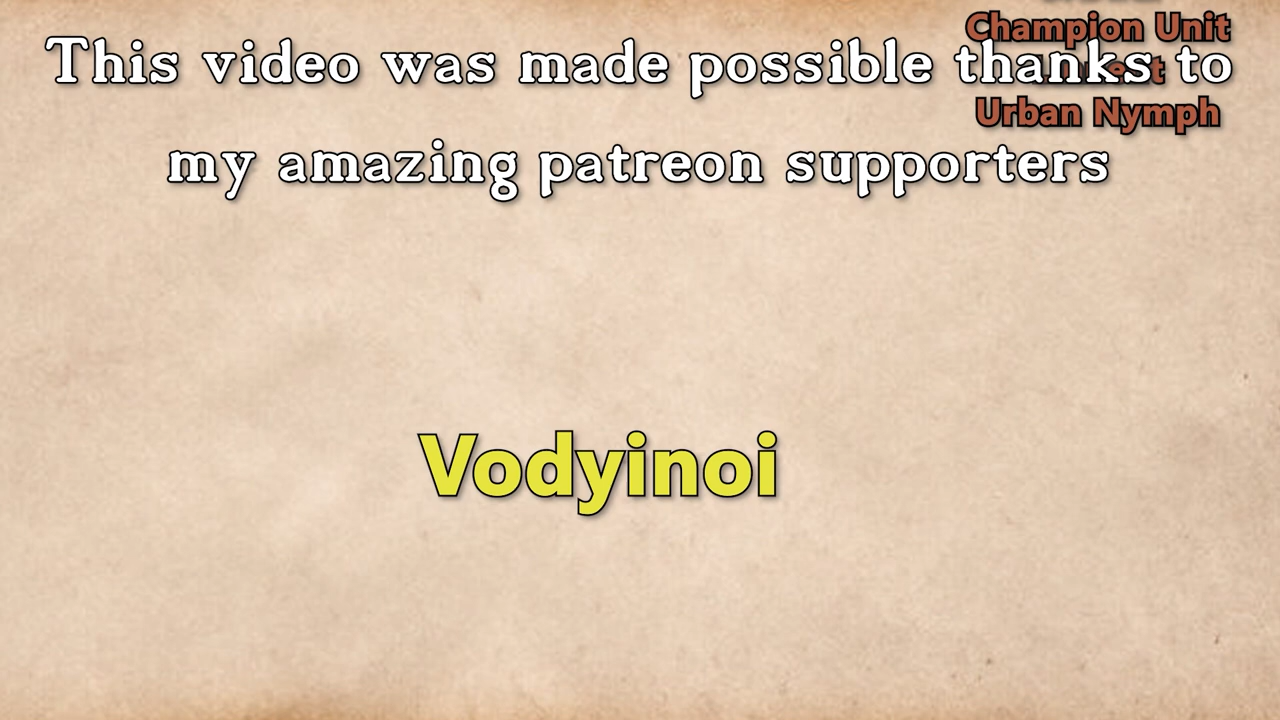 Champion Unit
This video was made possible thanks to
Urban Nymph
my amazing patreon supporters
Vodyinoi